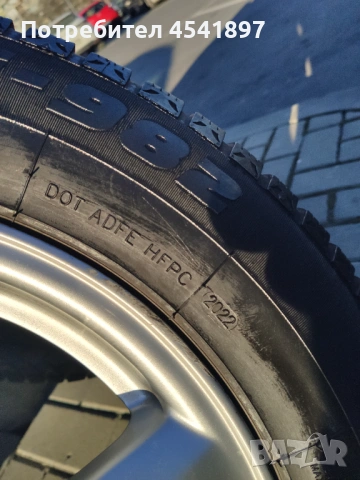 Потребител 4541897
-982
DOT ADFE HFPC 2022
BAZAR